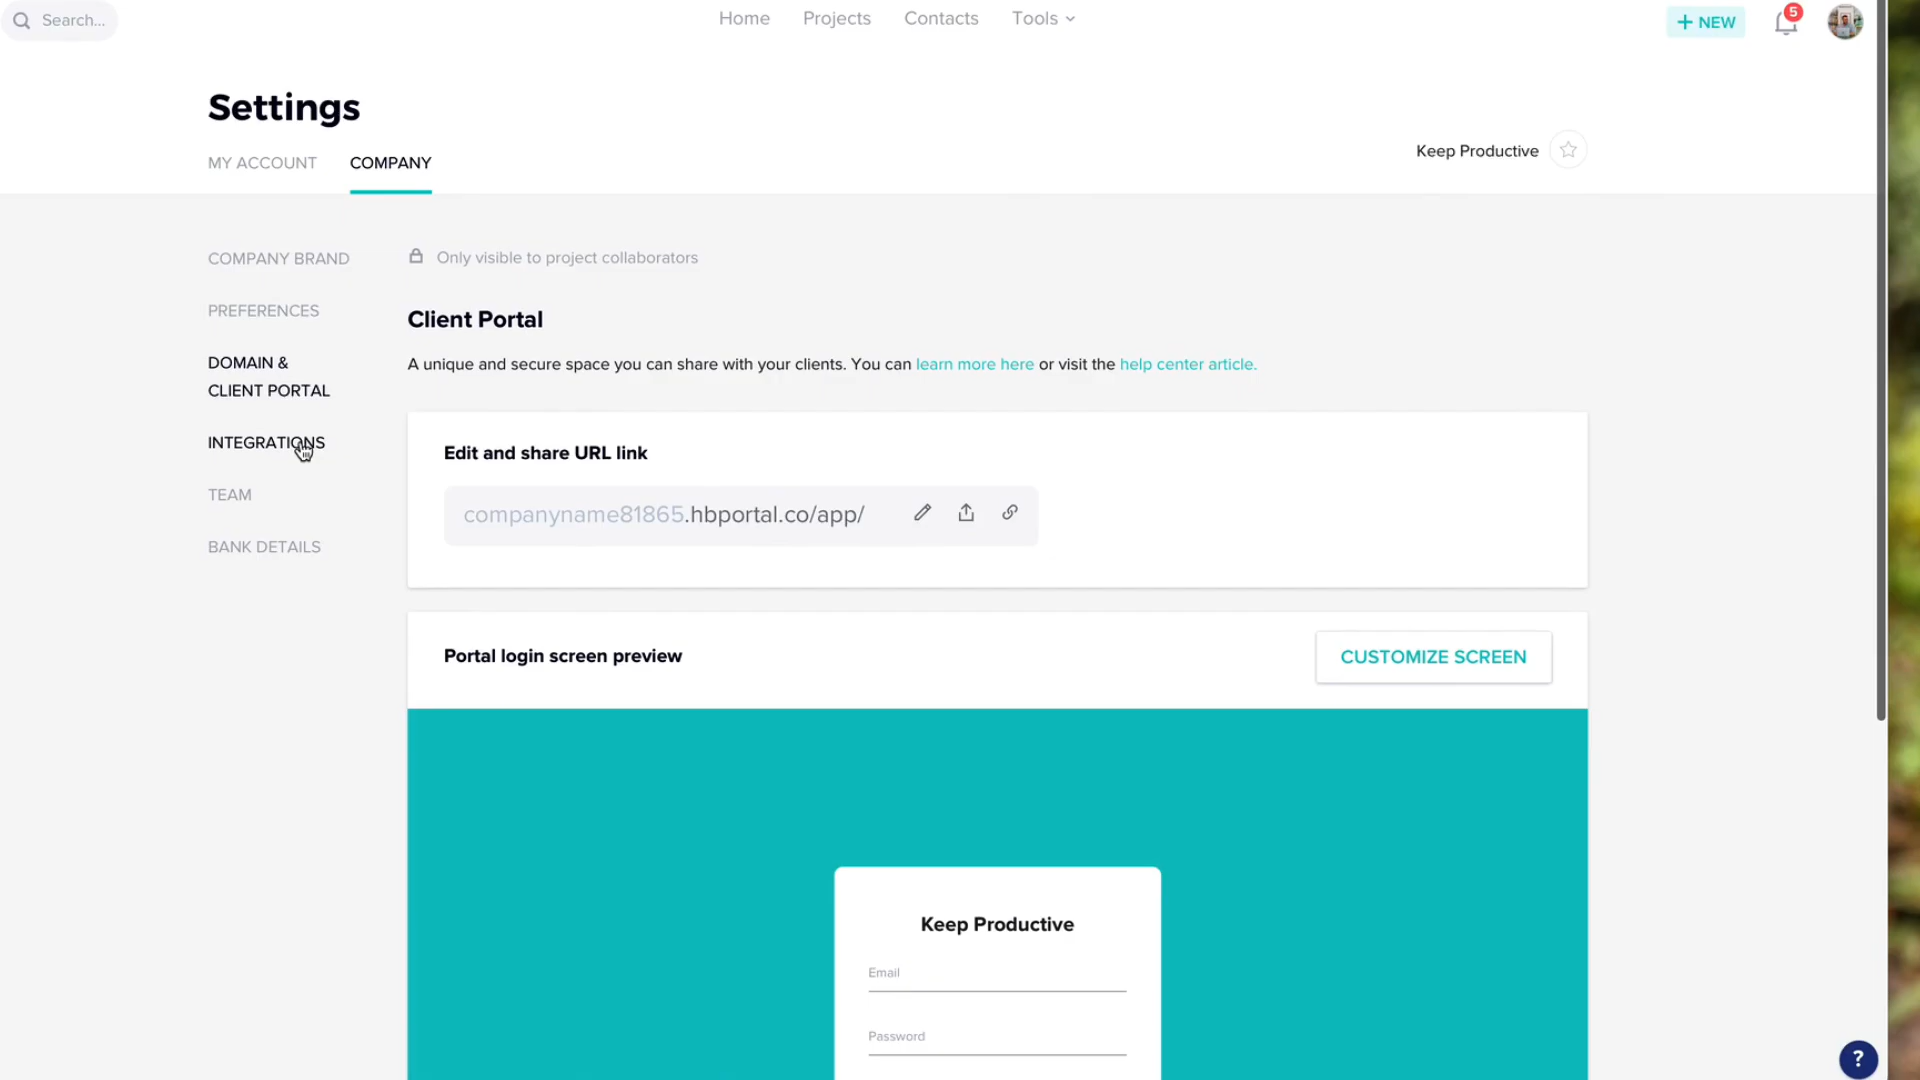 Search...
Home
Projects
Contacts
Tools
+ NEW
5
Settings
MY ACCOUNT
COMPANY
Keep Productive
COMPANY BRAND
PREFERENCES
DOMAIN &
CLIENT PORTAL
INTEGRATIONS
TEAM
BANK DETAILS
Only visible to project collaborators
Client Portal
A unique and secure space you can share with your clients. You can learn more here or visit the help center article.
Edit and share URL link
companyname81865.hbportal.co/app/
Portal login screen preview
CUSTOMIZE SCREEN
Keep Productive
Email
Password
?